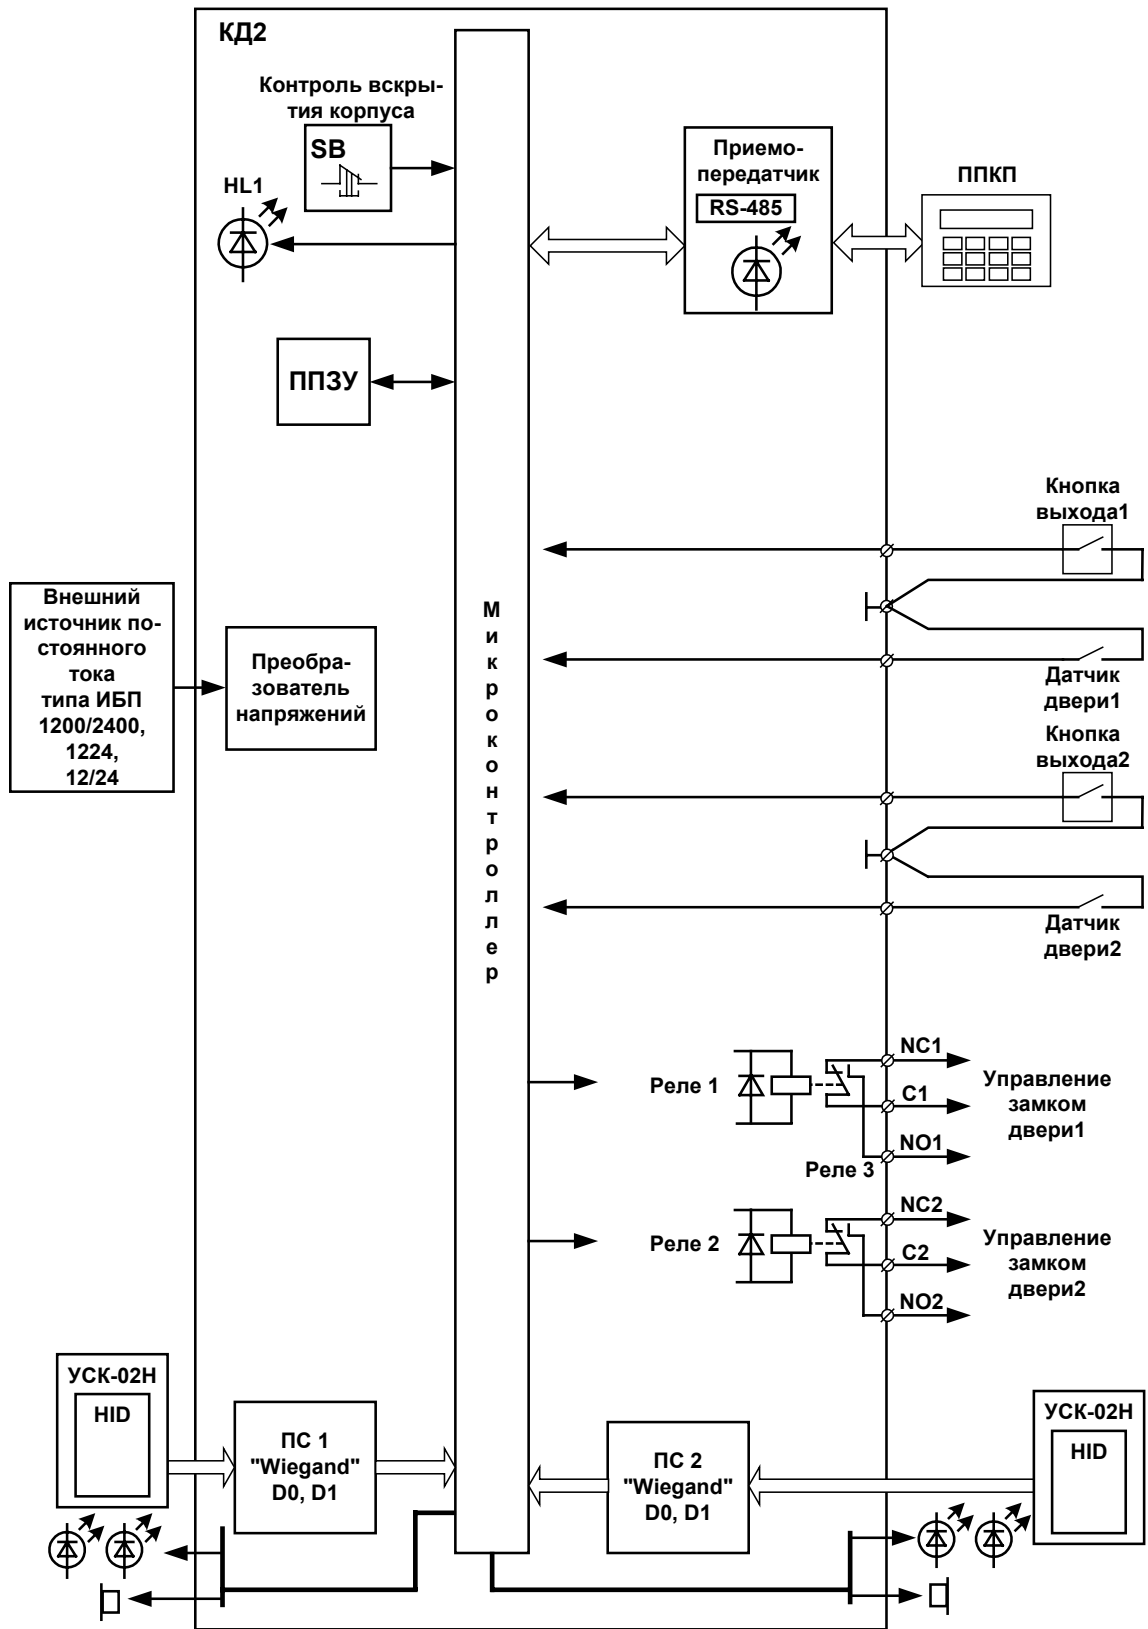 КД2
Контроль вскры-
тия корпуса
SB
HL1
Приемо-
передатчик
RS-485
ППКП
ППЗУ
Кнопка
выхода1
Внешний
источник по-
стоянного
тока
типа ИБП
1200/2400,
1224,
12/24
Преобра-
зователь
напряжений
Микроконтроллер
Датчик
двери1
Кнопка
выхода2
Датчик
двери2
Реле 1
NC1
C1
NO1
Управление
замком
двери1
Реле 3
Реле 2
NC2
C2
NO2
Управление
замком
двери2
УСК-02Н
HID
ПС 1
"Wiegand"
D0, D1
ПС 2
"Wiegand"
D0, D1
УСК-02Н
HID